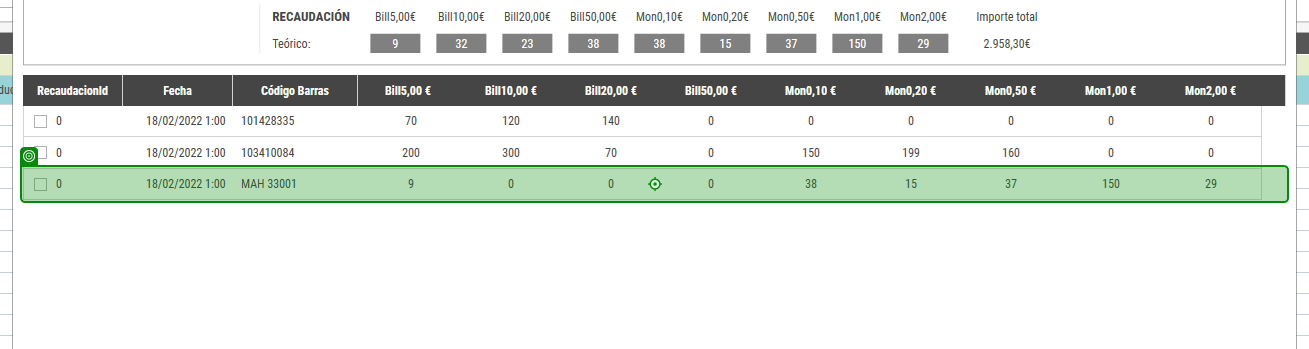 RECAUDACIÓN Bill5,00€ Bill10,00€ Bill20,00€ Bill50,00€ Mon0,10€ Mon0,20€ Mon0,50€ Mon1,00€ Mon2,00€ Importe total
Teórico: 9 32 23 38 38 15 37 150 29 2.958,30€
duc
RecaudacionId Fecha Código Barras Bill5,00 € Bill10,00 € Bill20,00 € Bill50,00 € Mon0,10 € Mon0,20 € Mon0,50 € Mon1,00 € Mon2,00 €
0 18/02/2022 1:00 101428335 70 120 140 0 0 0 0 0 0
0 18/02/2022 1:00 103410084 200 300 70 0 150 199 160 0 0
0 18/02/2022 1:00 MAH 33001 9 0 0 0 38 15 37 150 29